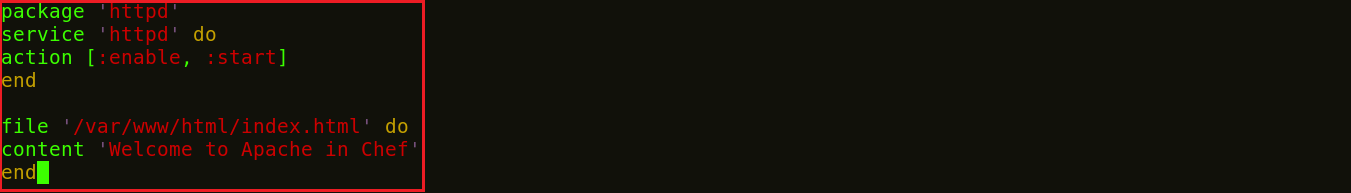 package 'httpd'
service 'httpd' do
action [:enable, :start]
end
file '/var/www/html/index.html' do
content 'Welcome to Apache in Chef'
end